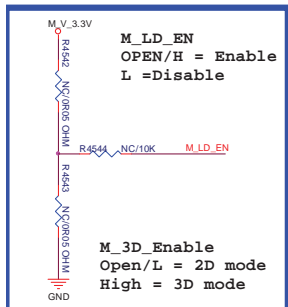 M_V_3.3V
R4542
NC/0R05 OHM
M_LD_EN
OPEN/H = Enable
L =Disable
R4544
NC/10K
M_LD_EN
R4543
NC/0R05 OHM
GND
M_3D_Enable
Open/L = 2D mode
High = 3D mode